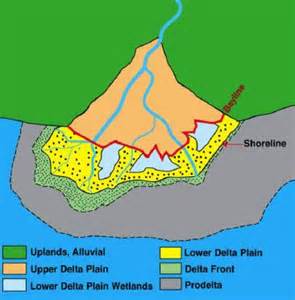 Bayline
Shoreline
Uplands, Alluvial
Lower Delta Plain
Upper Delta Plain
Delta Front
Lower Delta Plain Wetlands
Prodelta